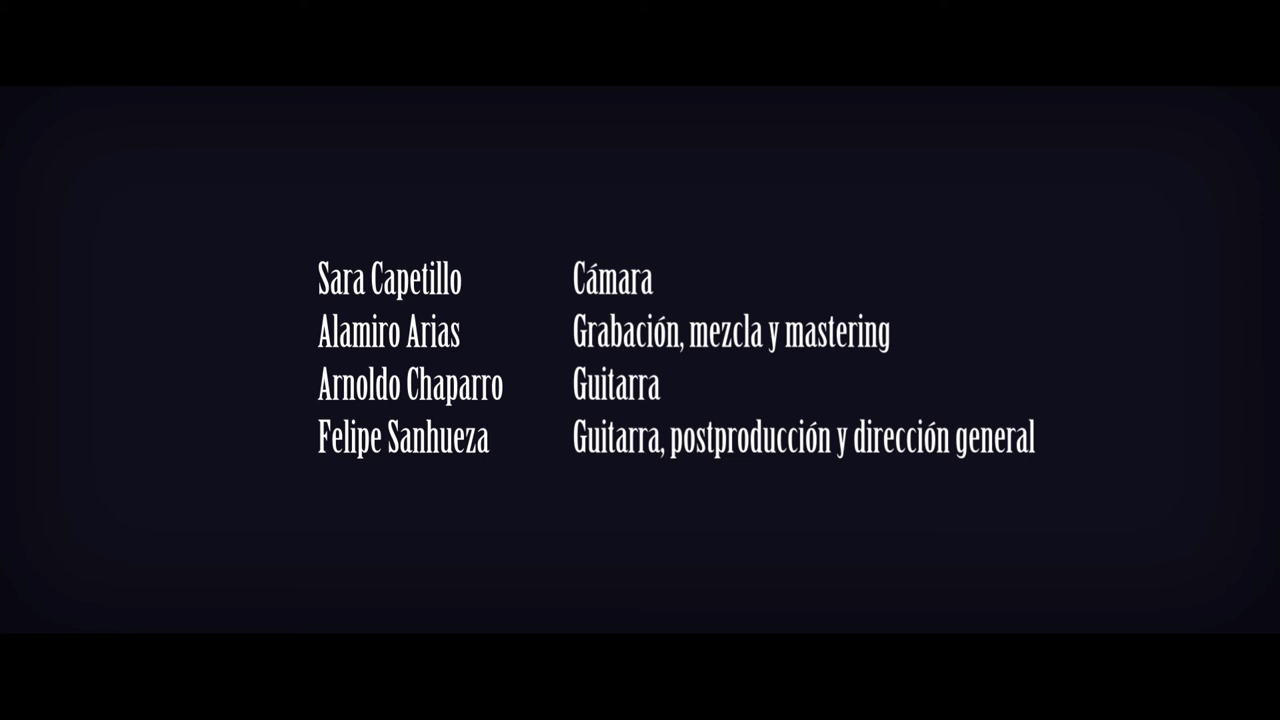 Sara Capetillo Cámara
Alamiro Arias Grabación, mezcla y mastering
Arnoldo Chaparro Guitarra
Felipe Sanhueza Guitarra, postproducción y dirección general